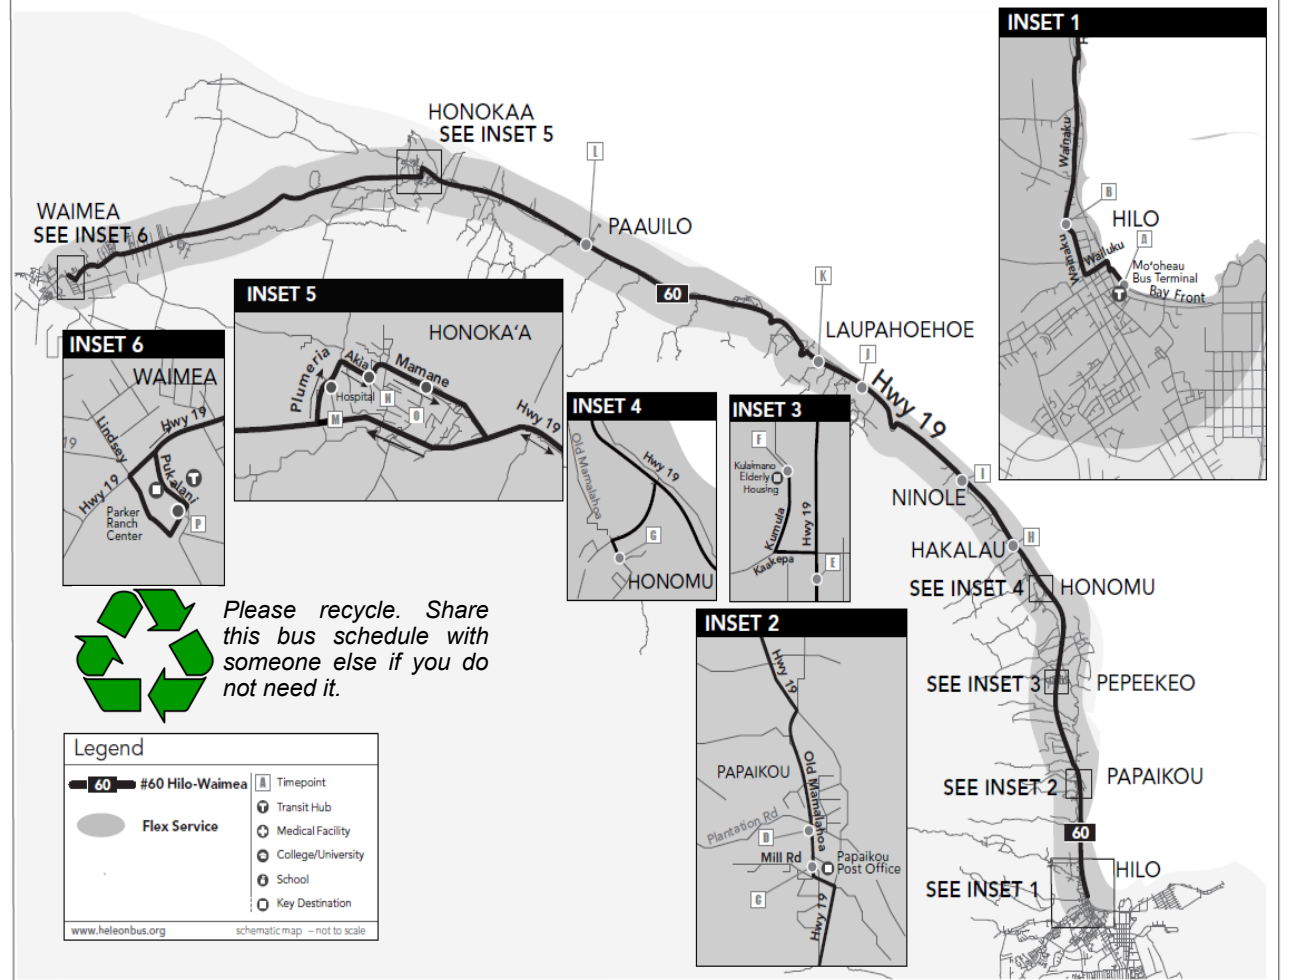 INSET 1
Wainaku
B
HILO
A
Wainaku
Wailuku
Moʻoheau
Bus Terminal
Bay Front
HONOKAA
SEE INSET 5
L
WAIMEA
SEE INSET 6
PAAUILO
60
K
LAUPAHOEHOE
J
Hwy 19
I
NINOLE
H
HAKALAU
SEE INSET 4
HONOMU
SEE INSET 3
PEPEEKEO
PAPAIKOU
SEE INSET 2
60
HILO
SEE INSET 1
INSET 5
HONOKAʻA
Plumeria
Akia
Mamane
Hospital
N
M
O
Hwy 19
INSET 6
WAIMEA
Hwy 19
19
Lindsey
Pukalani
Hwy 19
Parker
Ranch
Center
P
INSET 4
Old Mamalahoa
Hwy 19
G
HONOMU
INSET 3
F
Kulaimano
Elderly
Housing
Kumula
Hwy 19
Kaakepa
E
INSET 2
Hwy 19
PAPAIKOU
Old Mamalahoa
Plantation Rd
D
Mill Rd
Papaikou
Post Office
Hwy 19
Please recycle. Share
this bus schedule with
someone else if you do
not need it.
Legend
60 #60 Hilo-Waimea
Flex Service
A Timepoint
T Transit Hub
Medical Facility
College/University
School
Key Destination
www.heleonbus.org
schematic map – not to scale